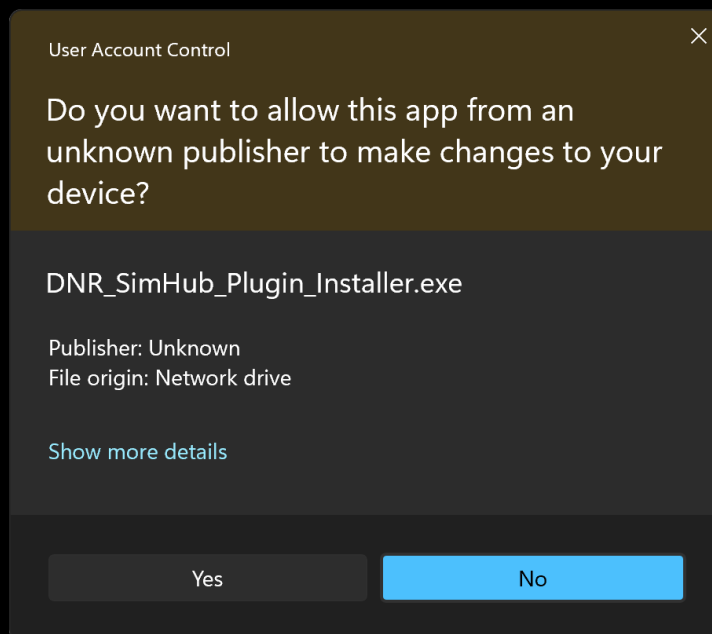 User Account Control
Do you want to allow this app from an
unknown publisher to make changes to your
device?
DNR_SimHub_Plugin_Installer.exe
Publisher: Unknown
File origin: Network drive
Show more details
Yes
No